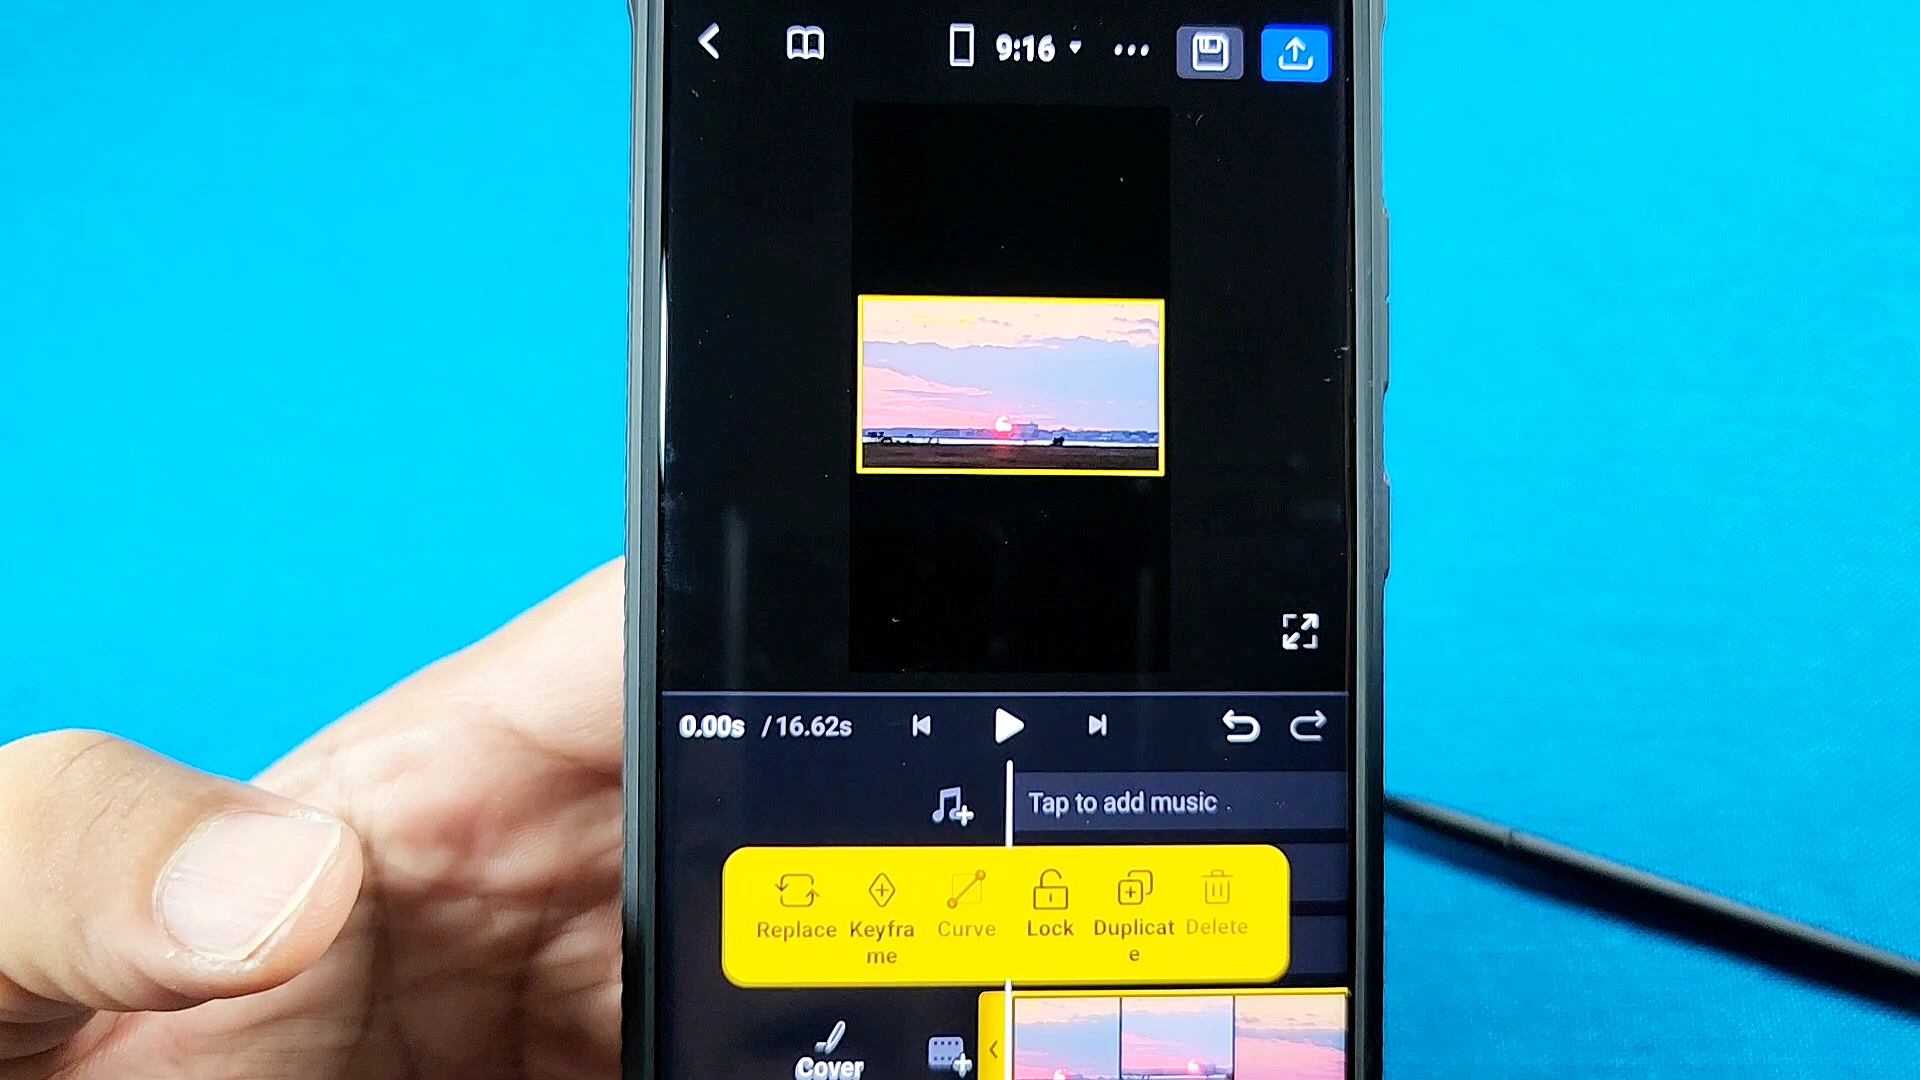 9:16
0.00s / 16.62s
Tap to add music
Replace Keyfra Curve Lock Duplicat Delete
me e
Cover